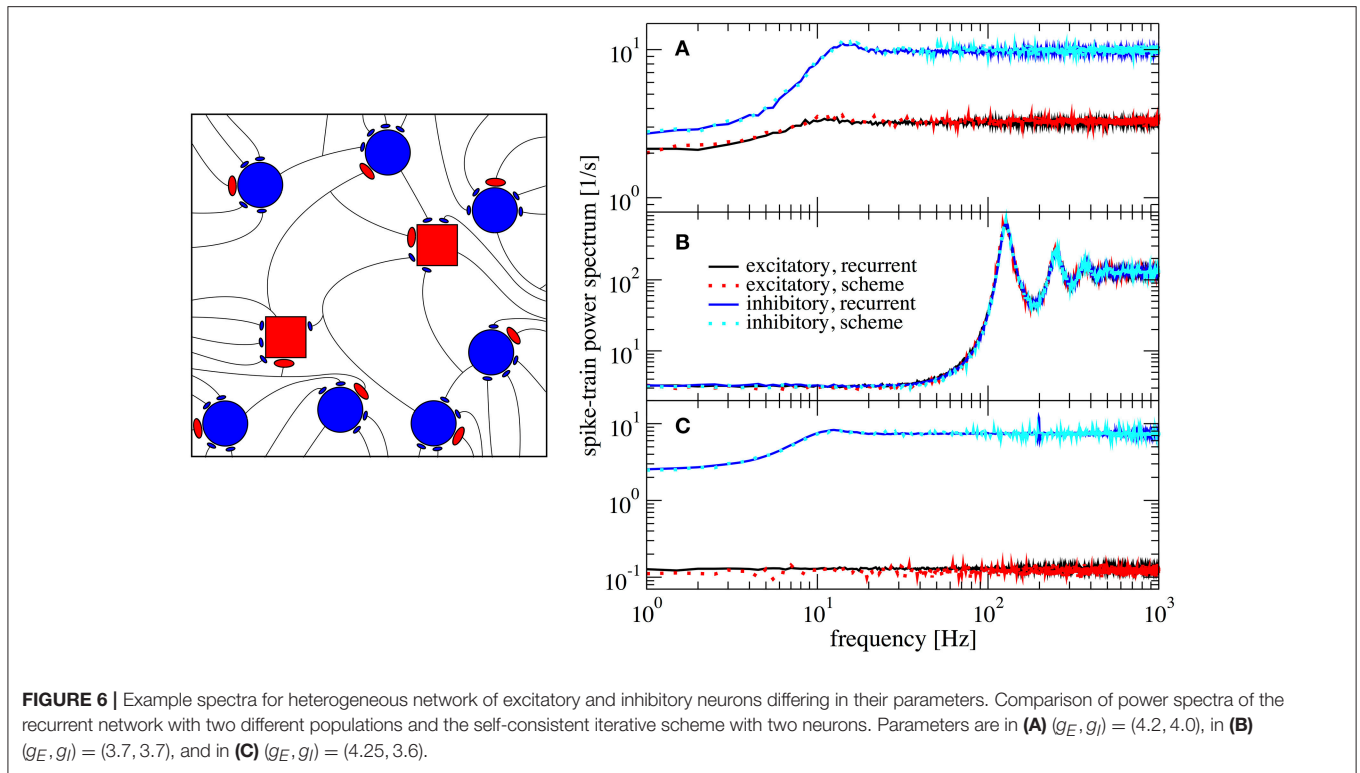 A
10^1
10^0
B
excitatory, recurrent
excitatory, scheme
inhibitory, recurrent
inhibitory, scheme
10^2
10^1
C
10^1
10^0
10^-1
10^0 10^1 10^2 10^3
spike-train power spectrum [1/s]
frequency [Hz]
FIGURE 6 | Example spectra for heterogeneous network of excitatory and inhibitory neurons differing in their parameters. Comparison of power spectra of the
recurrent network with two different populations and the self-consistent iterative scheme with two neurons. Parameters are in (A) (g_E, g_I) = (4.2, 4.0), in (B)
(g_E, g_I) = (3.7, 3.7), and in (C) (g_E, g_I) = (4.25, 3.6).